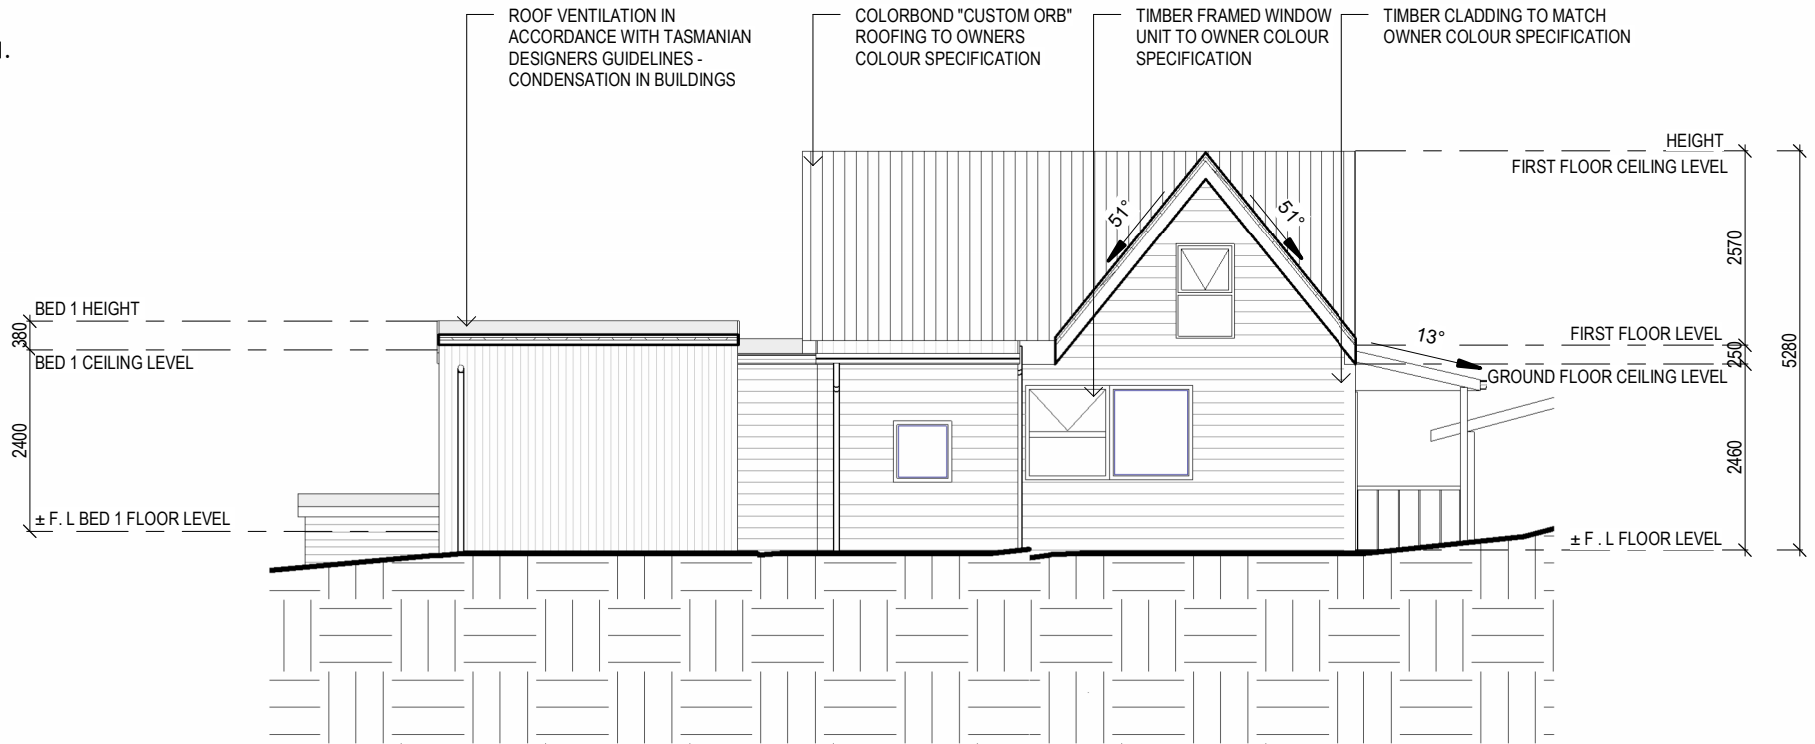 ROOF VENTILATION IN
ACCORDANCE WITH TASMANIAN
DESIGNERS GUIDELINES -
CONDENSATION IN BUILDINGS
COLORBOND "CUSTOM ORB"
ROOFING TO OWNERS
COLOUR SPECIFICATION
TIMBER FRAMED WINDOW
UNIT TO OWNER COLOUR
SPECIFICATION
TIMBER CLADDING TO MATCH
OWNER COLOUR SPECIFICATION
HEIGHT
FIRST FLOOR CEILING LEVEL
51°
51°
2570
BED 1 HEIGHT
380
BED 1 CEILING LEVEL
13°
FIRST FLOOR LEVEL
250
5280
GROUND FLOOR CEILING LEVEL
2400
2460
± F. L BED 1 FLOOR LEVEL
± F . L FLOOR LEVEL